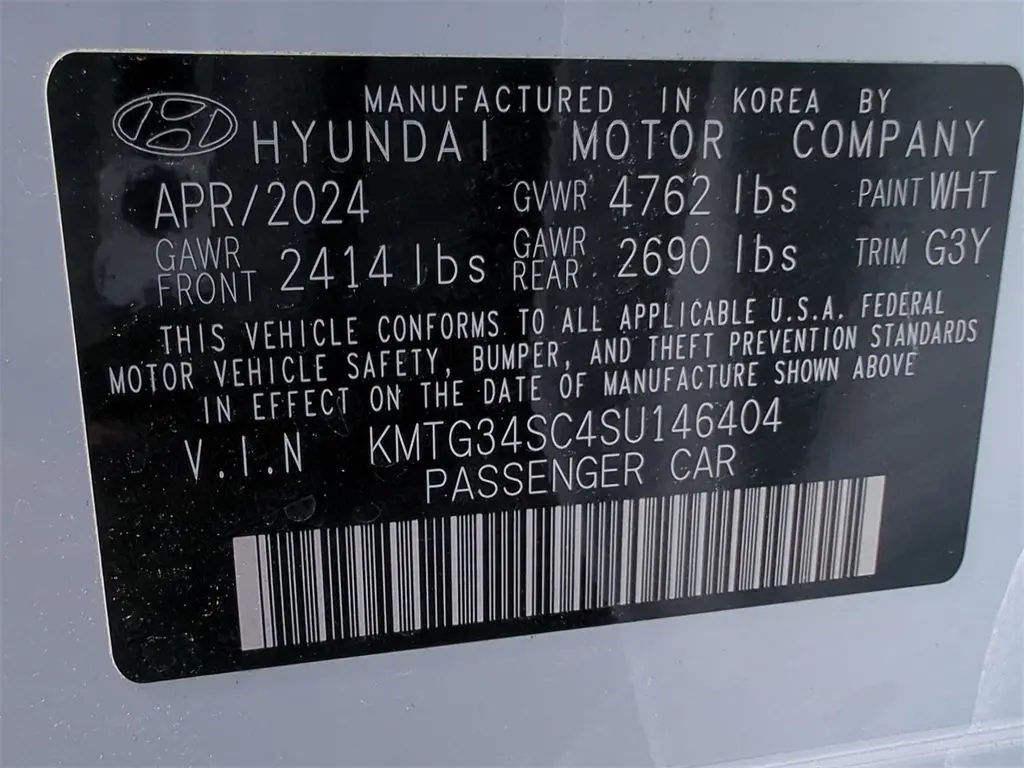 MANUFACTURED IN KOREA BY
HYUNDAI MOTOR COMPANY
APR/2024 GVWR 4762 lbs PAINT WHT
GAWR FRONT 2414 lbs GAWR REAR 2690 lbs TRIM G3Y
THIS VEHICLE CONFORMS TO ALL APPLICABLE U.S.A. FEDERAL
MOTOR VEHICLE SAFETY, BUMPER, AND THEFT PREVENTION STANDARDS
IN EFFECT ON THE DATE OF MANUFACTURE SHOWN ABOVE
V.I.N KMTG34SC4SU146404
PASSENGER CAR